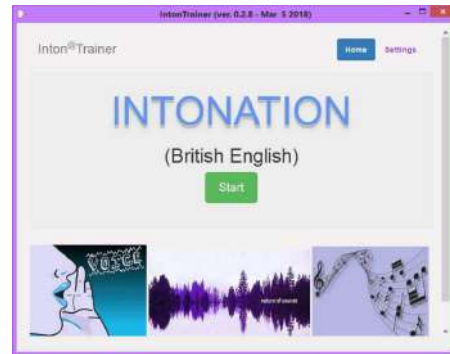 IntonTrainer (ver. 0.2.8 - Mar 5 2018)
Inton@Trainer
Home
Settings
INTONATION
(British English)
Start
VOICE
nature of sounds